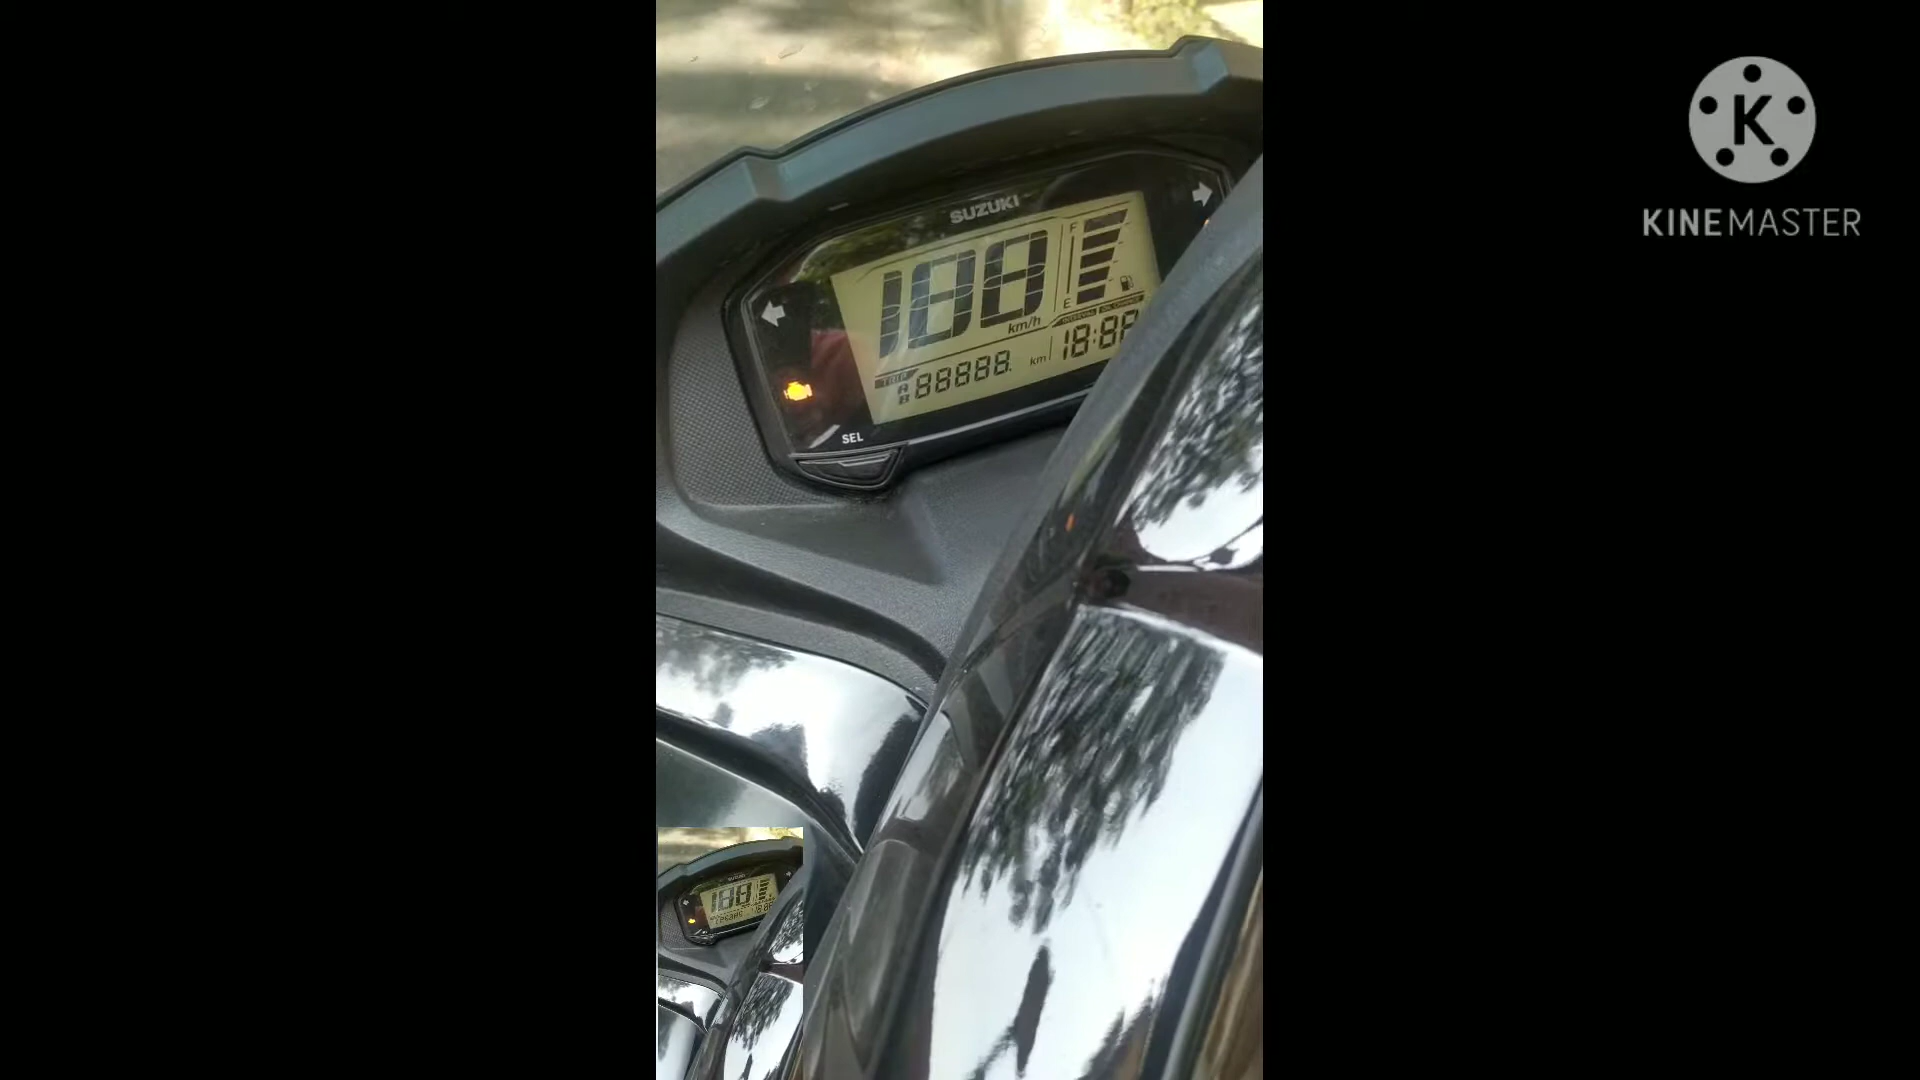 SUZUKI
188
km/h
F
E
TRIP
A
B
88888.
km
INTERVAL OIL CHANGE
18:88
SEL
K
KINEMASTER